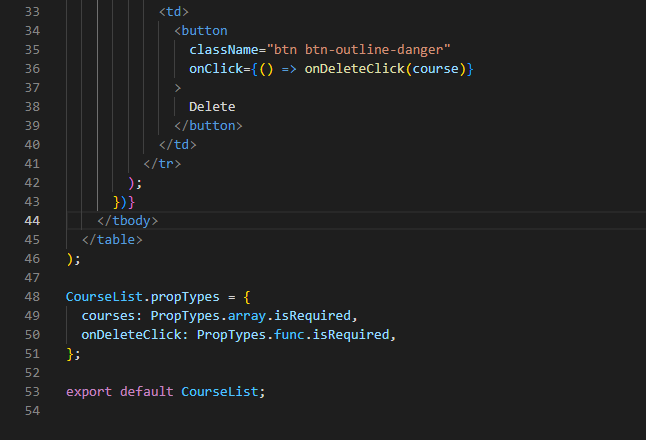 33 <td>
34 <button
35 className="btn btn-outline-danger"
36 onClick={() => onDeleteClick(course)}
37 >
38 Delete
39 </button>
40 </td>
41 </tr>
42 );
43 })}
44 </tbody>
45 </table>
46 );
47
48 CourseList.propTypes = {
49 courses: PropTypes.array.isRequired,
50 onDeleteClick: PropTypes.func.isRequired,
51 };
52
53 export default CourseList;
54